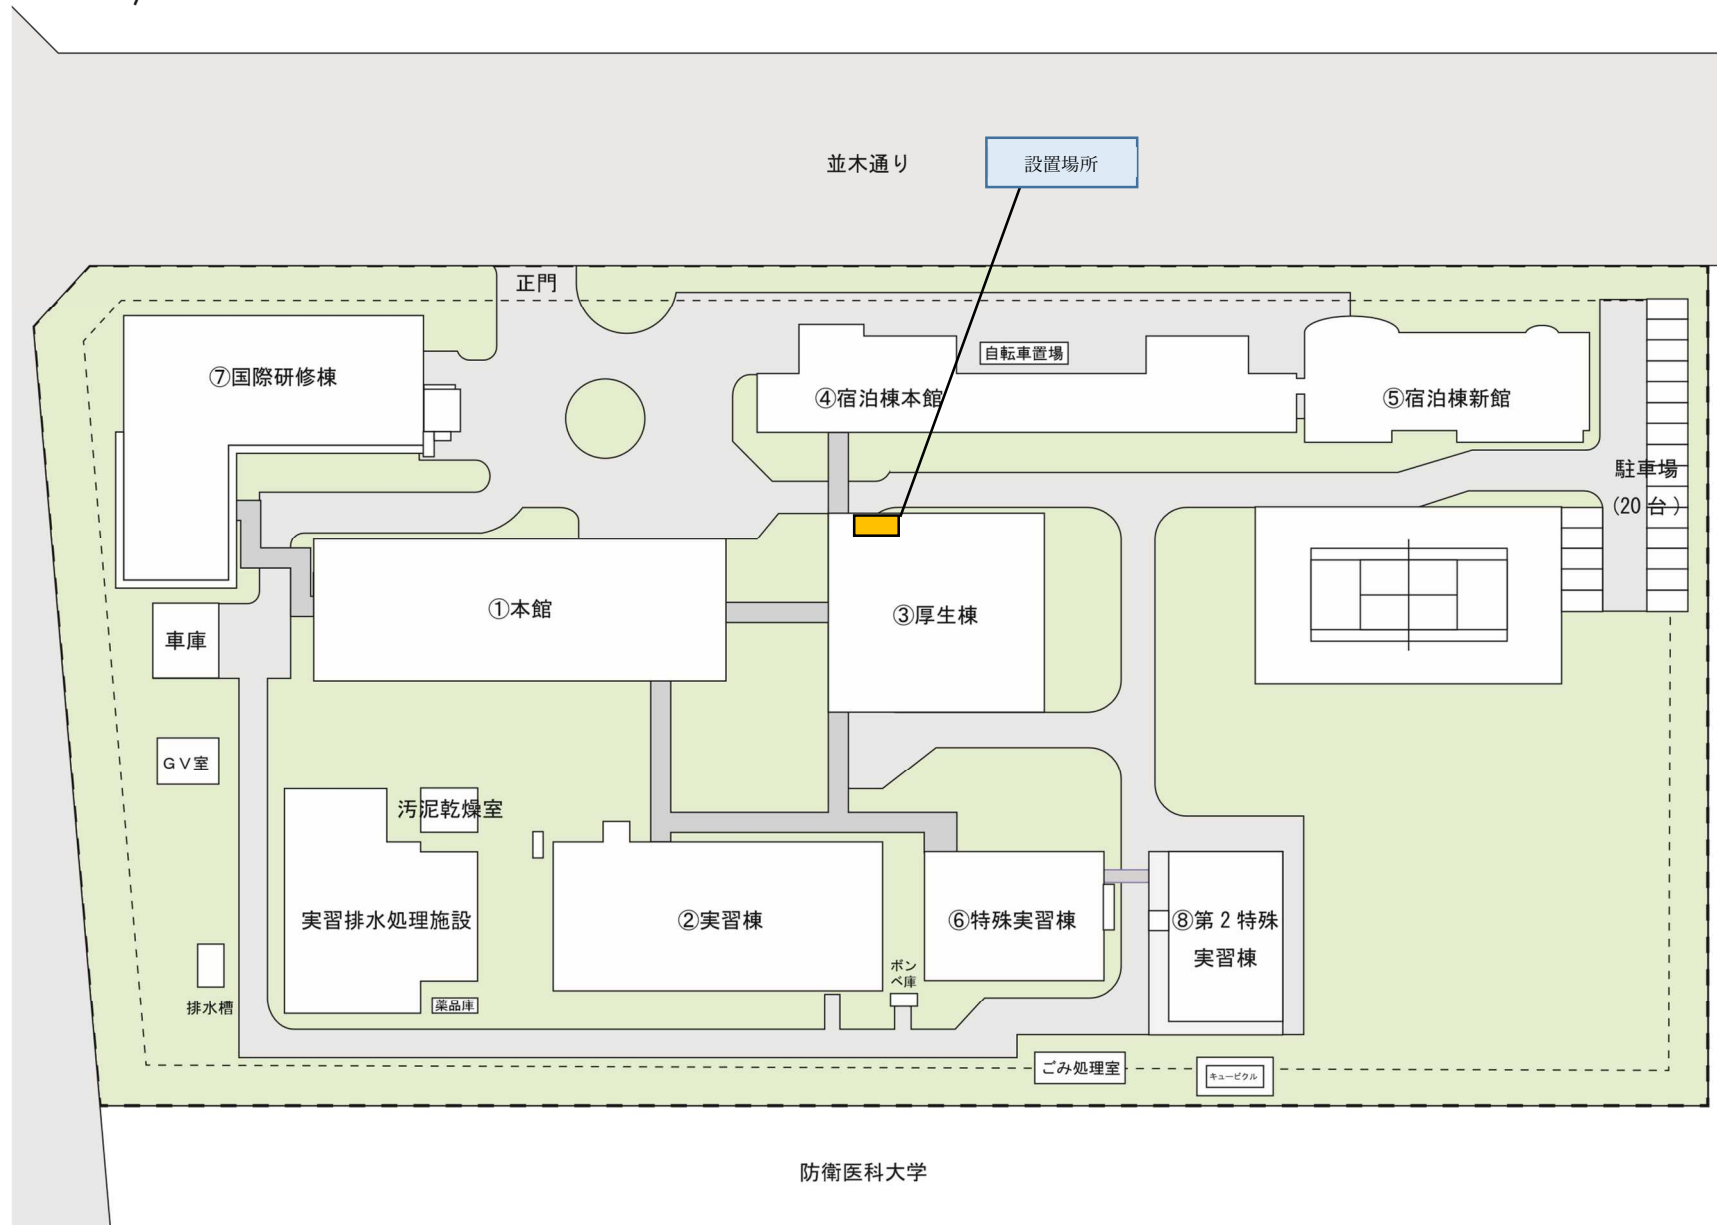 並木通り
設置場所
正門
⑦国際研修棟
自転車置場
④宿泊棟本館
⑤宿泊棟新館
駐車場
(20 台 )
①本館
③厚生棟
車庫
GV室
汚泥乾燥室
実習排水処理施設
②実習棟
⑥特殊実習棟
⑧第２特殊
実習棟
ボン
ベ庫
排水槽
薬品庫
ごみ処理室
キュービクル
防衛医科大学